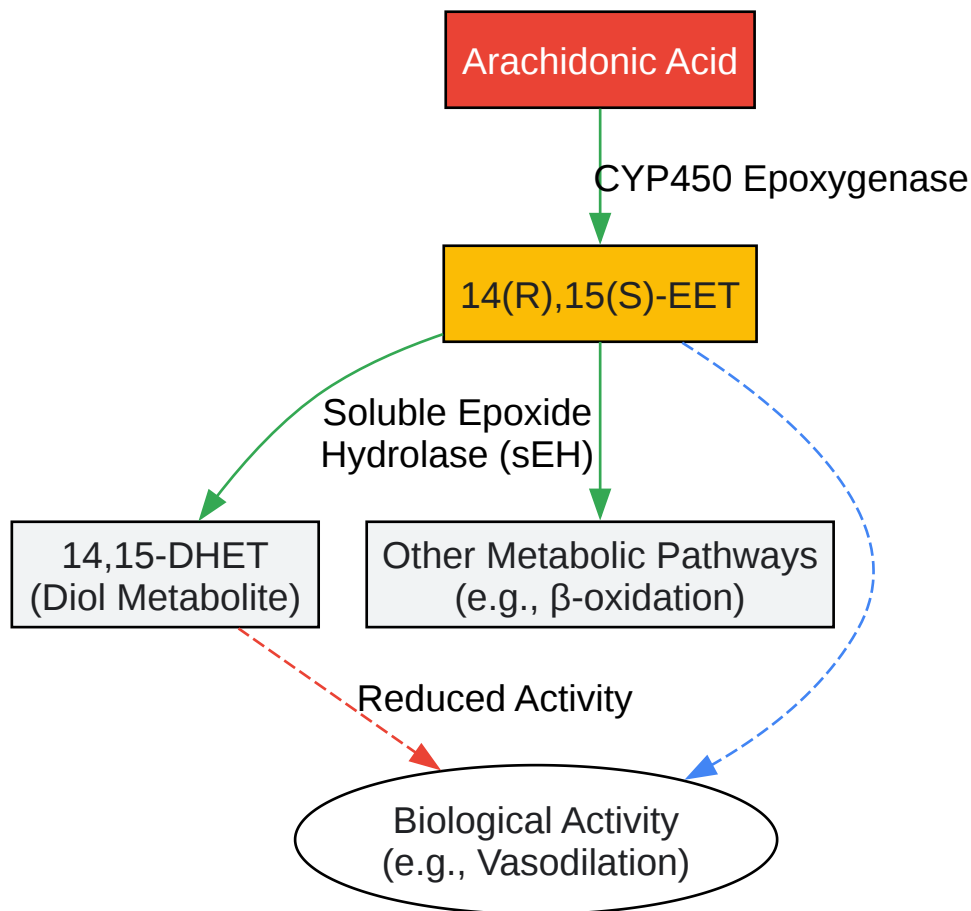 Arachidonic Acid
CYP450 Epoxygenase
14(R),15(S)-EET
Soluble Epoxide
Hydrolase (sEH)
14,15-DHET
(Diol Metabolite)
Other Metabolic Pathways
(e.g., β-oxidation)
Reduced Activity
Biological Activity
(e.g., Vasodilation)